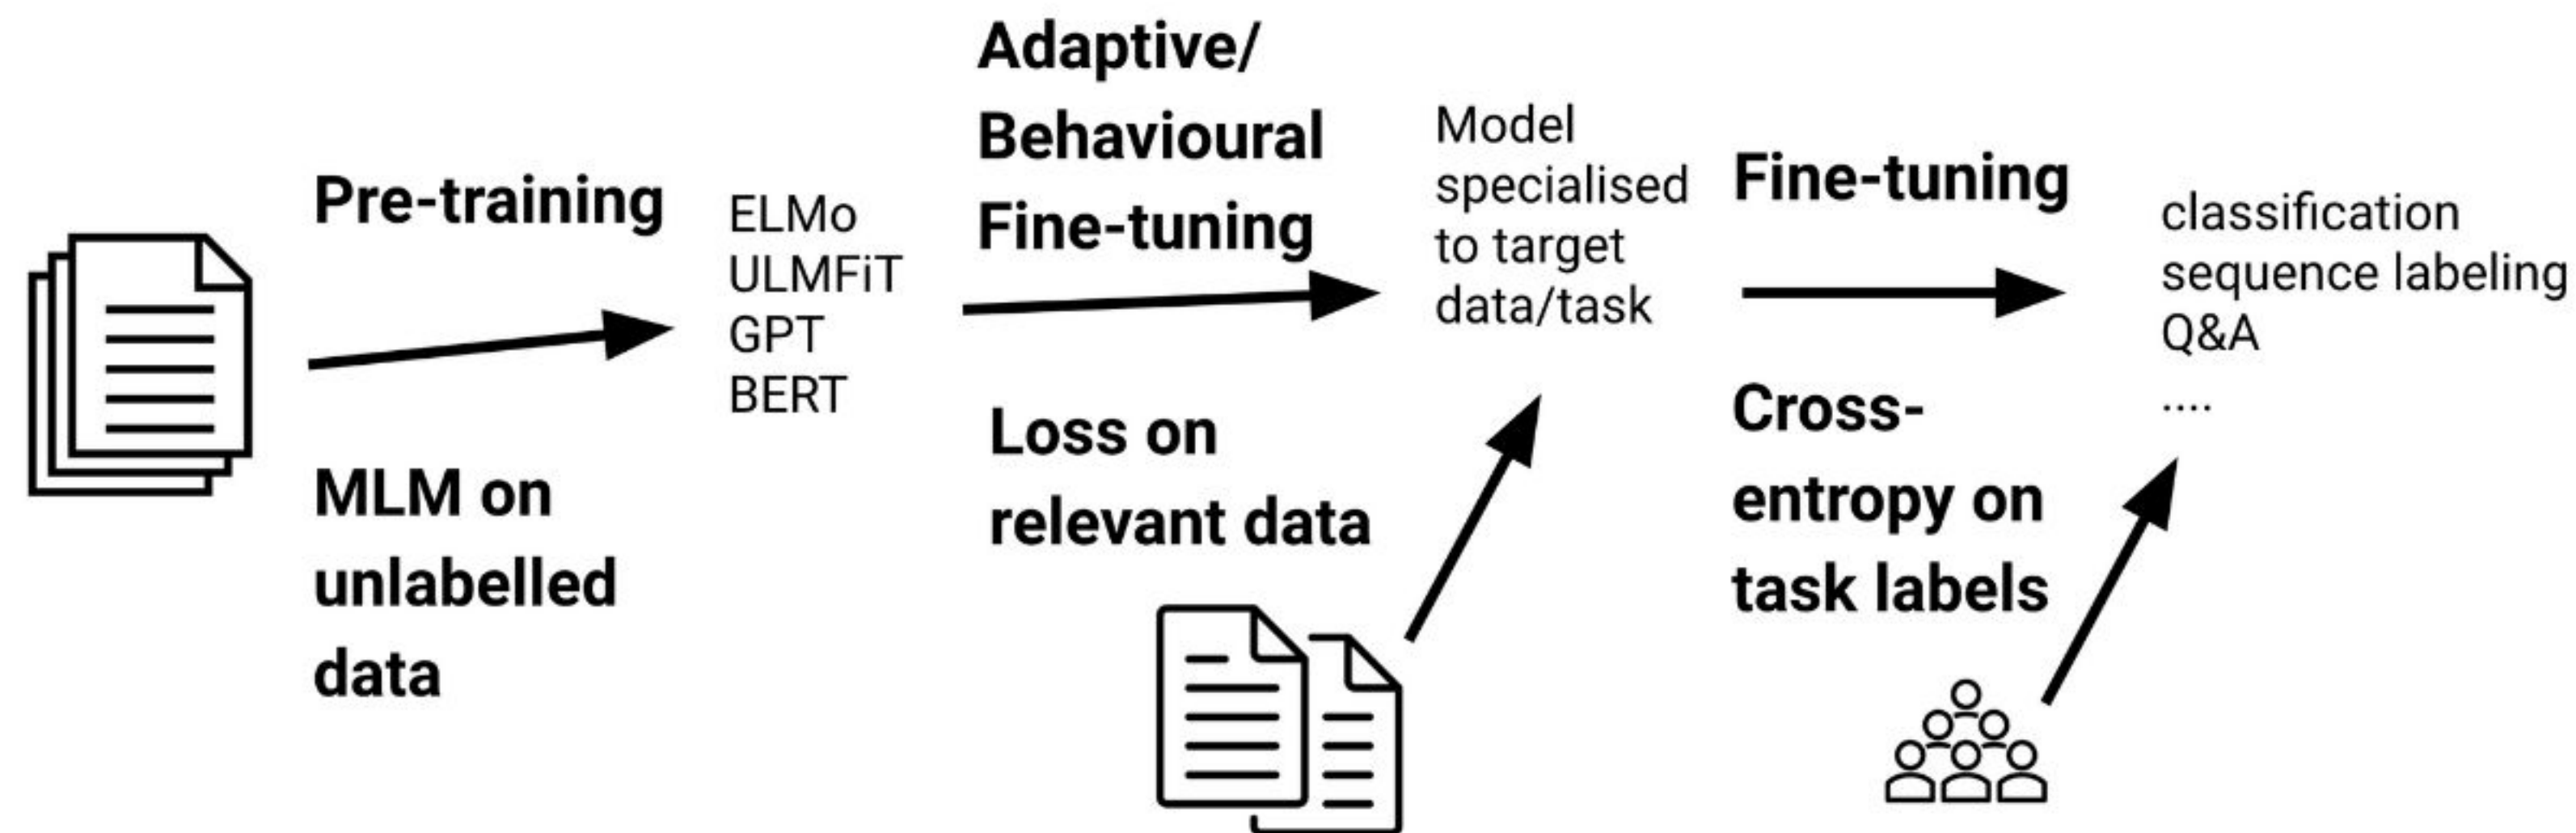 Pre-training
MLM on
unlabelled
data
ELMo
ULMFiT
GPT
BERT
Adaptive/
Behavioural
Fine-tuning
Loss on
relevant data
Model
specialised
to target
data/task
Fine-tuning
Cross-
entropy on
task labels
classification
sequence labeling
Q&A
....